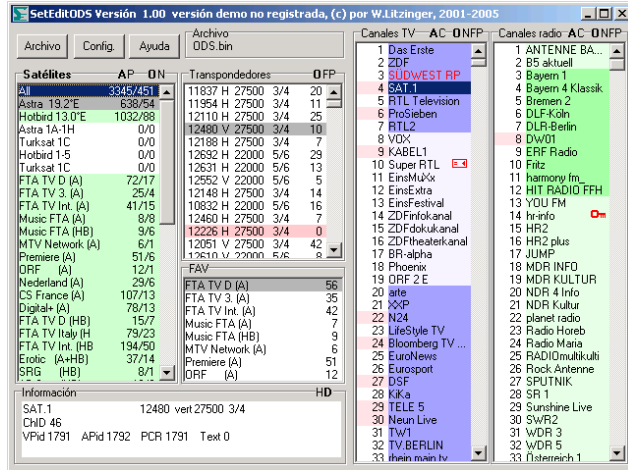 SetEditODS Versión 1.00 versión demo no registrada, (c) por W.Litzinger, 2001-2005
Archivo
Config.
Ayuda
Archivo
ODS.bin
Satélites AP ON
All 3345/451
Astra 19.2°E 638/54
Hotbird 13.0°E 1032/88
Astra 1A-1H 0/0
Turksat 1C 0/0
Hotbird 1-5 0/0
Turksat 1C 0/0
FTA TV D (A) 72/17
FTA TV 3. (A) 25/4
FTA TV Int. (A) 41/15
Music FTA (A) 8/8
Music FTA (HB) 9/6
MTV Network (A) 6/1
Premiere (A) 51/6
ORF (A) 12/1
Nederland (A) 29/6
CS France (A) 107/13
Digital+ (A) 78/13
FTA TV D (HB) 15/7
FTA TV Italy (H 79/23
FTA TV Int. (HB 194/50
Erotic (A+HB) 37/14
SRG (HB) 8/1
Transpondedores 0FP
11837 H 27500 3/4 20
11954 H 27500 3/4 11
12110 H 27500 3/4 25
12480 V 27500 3/4 10
12188 H 27500 3/4 7
12692 H 22000 5/6 29
12631 H 22000 5/6 13
12552 V 22000 5/6 5
12148 H 27500 3/4 14
10832 H 22000 5/6 16
12460 H 27500 3/4 7
12226 H 27500 3/4 0
12051 V 27500 3/4 42
12610 V 22000 5/6 8
FAV
FTA TV D (A) 56
FTA TV 3. (A) 35
FTA TV Int. (A) 42
Music FTA (A) 7
Music FTA (HB) 9
MTV Network (A) 6
Premiere (A) 51
ORF (A) 12
Información HD
SAT.1 12480 vert 27500 3/4
ChID 46
VPid 1791 APid 1792 PCR 1791 Text 0
Canales TV AC ONFP
1 Das Erste
2 ZDF
3 SÜDWEST RP
4 SAT.1
5 RTL Television
6 ProSieben
7 RTL2
8 VOX
9 KABEL1
10 Super RTL
11 EinsMuXx
12 EinsExtra
13 EinsFestival
14 ZDFinfokanal
15 ZDFdokukanal
16 ZDFtheaterkanal
17 BR-alpha
18 Phoenix
19 ORF 2 E
20 arte
21 XXP
22 N24
23 LifeStyle TV
24 Bloomberg TV ...
25 EuroNews
26 Eurosport
27 DSF
28 KiKa
29 TELE 5
30 Neun Live
31 TW1
32 TV.BERLIN
33 rhein main tv
Canales radio AC ONFP
1 ANTENNE BA...
2 B5 aktuell
3 Bayern 1
4 Bayern 4 Klassik
5 Bremen 2
6 DLF-Köln
7 DLR-Berlin
8 DW01
9 ERF Radio
10 Fritz
11 harmony fm_
12 HIT RADIO FFH
13 YOU FM
14 hr-info
15 HR2
16 HR2 plus
17 JUMP
18 MDR INFO
19 MDR KULTUR
20 NDR 4 Info
21 NDR Kultur
22 planet radio
23 Radio Horeb
24 Radio Maria
25 RADIOmultikulti
26 Rock Antenne
27 SPUTNIK
28 SR 1
29 Sunshine Live
30 SWR2
31 WDR 3
32 WDR 5
33 Österreich 1